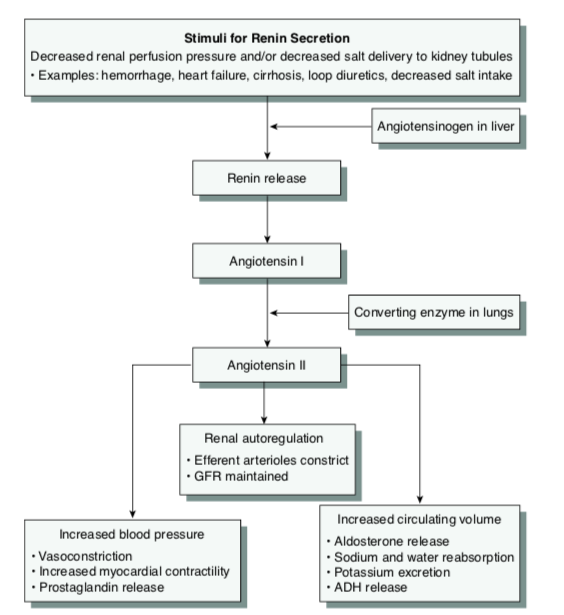 Stimuli for Renin Secretion
Decreased renal perfusion pressure and/or decreased salt delivery to kidney tubules
• Examples: hemorrhage, heart failure, cirrhosis, loop diuretics, decreased salt intake
Angiotensinogen in liver
Renin release
Angiotensin I
Converting enzyme in lungs
Angiotensin II
Renal autoregulation
• Efferent arterioles constrict
• GFR maintained
Increased blood pressure
• Vasoconstriction
• Increased myocardial contractility
• Prostaglandin release
Increased circulating volume
• Aldosterone release
• Sodium and water reabsorption
• Potassium excretion
• ADH release